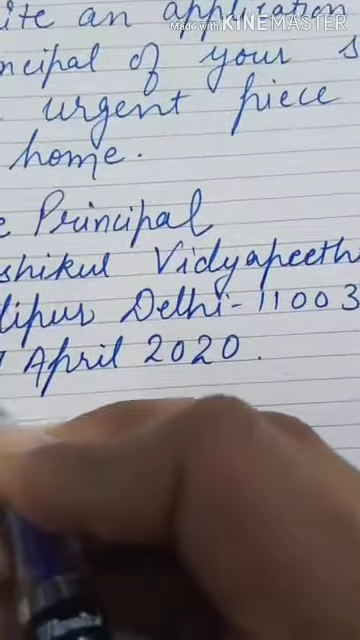 Made with KINEMASTER
ite an application
ncipal of your s
urgent piece
home.
e Principal
shikul Vidyapeeth
lipur Delhi-11003
April 2020.